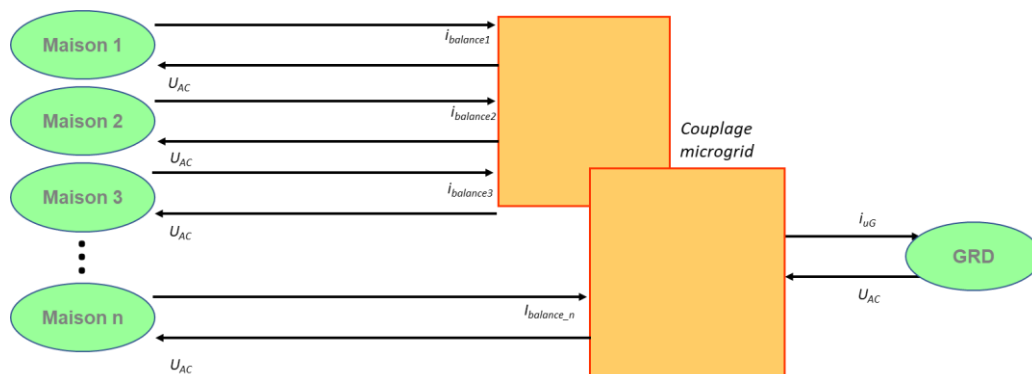 Maison 1
i_balance1
U_AC
Maison 2
i_balance2
U_AC
Maison 3
i_balance3
U_AC
Couplage
microgrid
i_uG
GRD
U_AC
Maison n
I_balance_n
U_AC